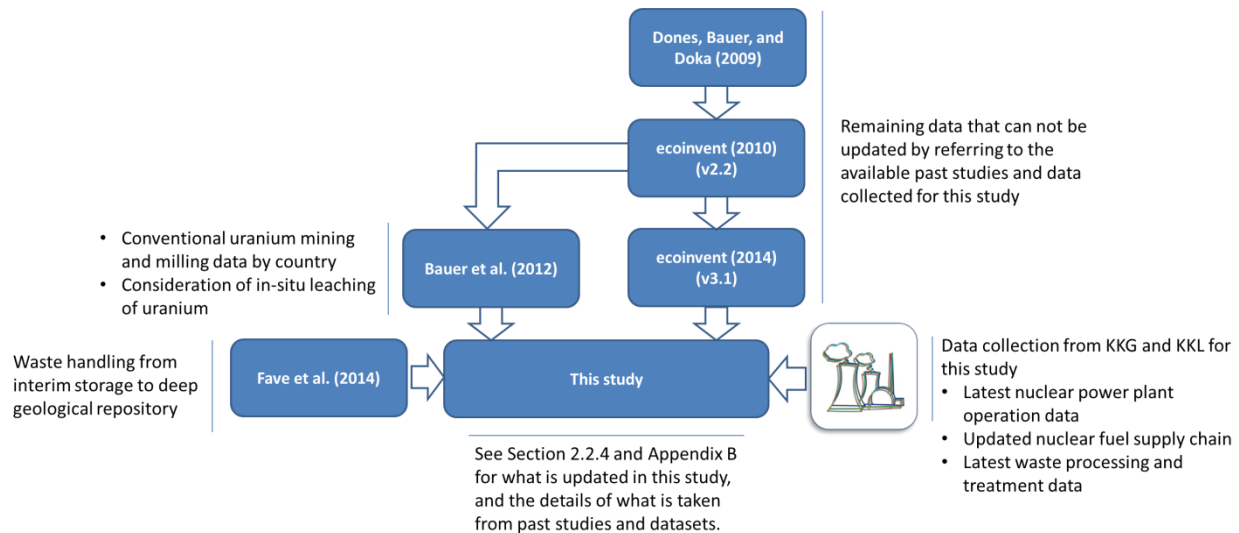 Dones, Bauer, and
Doka (2009)
ecoinvent (2010)
(v2.2)
Remaining data that can not be
updated by referring to the
available past studies and data
collected for this study
• Conventional uranium mining
and milling data by country
• Consideration of in-situ leaching
of uranium
Bauer et al. (2012)
ecoinvent (2014)
(v3.1)
Waste handling from
interim storage to deep
geological repository
Fave et al. (2014)
This study
Data collection from KKG and KKL for
this study
• Latest nuclear power plant
operation data
• Updated nuclear fuel supply chain
• Latest waste processing and
treatment data
See Section 2.2.4 and Appendix B
for what is updated in this study,
and the details of what is taken
from past studies and datasets.